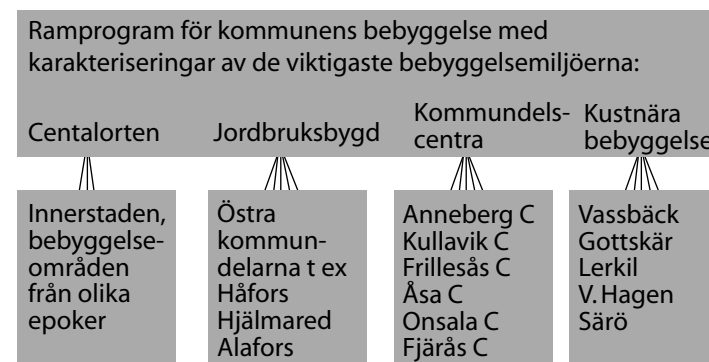 Ramprogram för kommunens bebyggelse med
karakteriseringar av de viktigaste bebyggelsemiljöerna:
Centalorten
Jordbruksbygd
Kommundels-
centra
Kustnära
bebyggelse
Innerstaden,
bebyggelse-
områden
från olika
epoker
Östra
kommun-
delarna t ex
Håfors
Hjälmared
Alafors
Anneberg C
Kullavik C
Frillesås C
Åsa C
Onsala C
Fjärås C
Vassbäck
Gottskär
Lerkil
V. Hagen
Särö